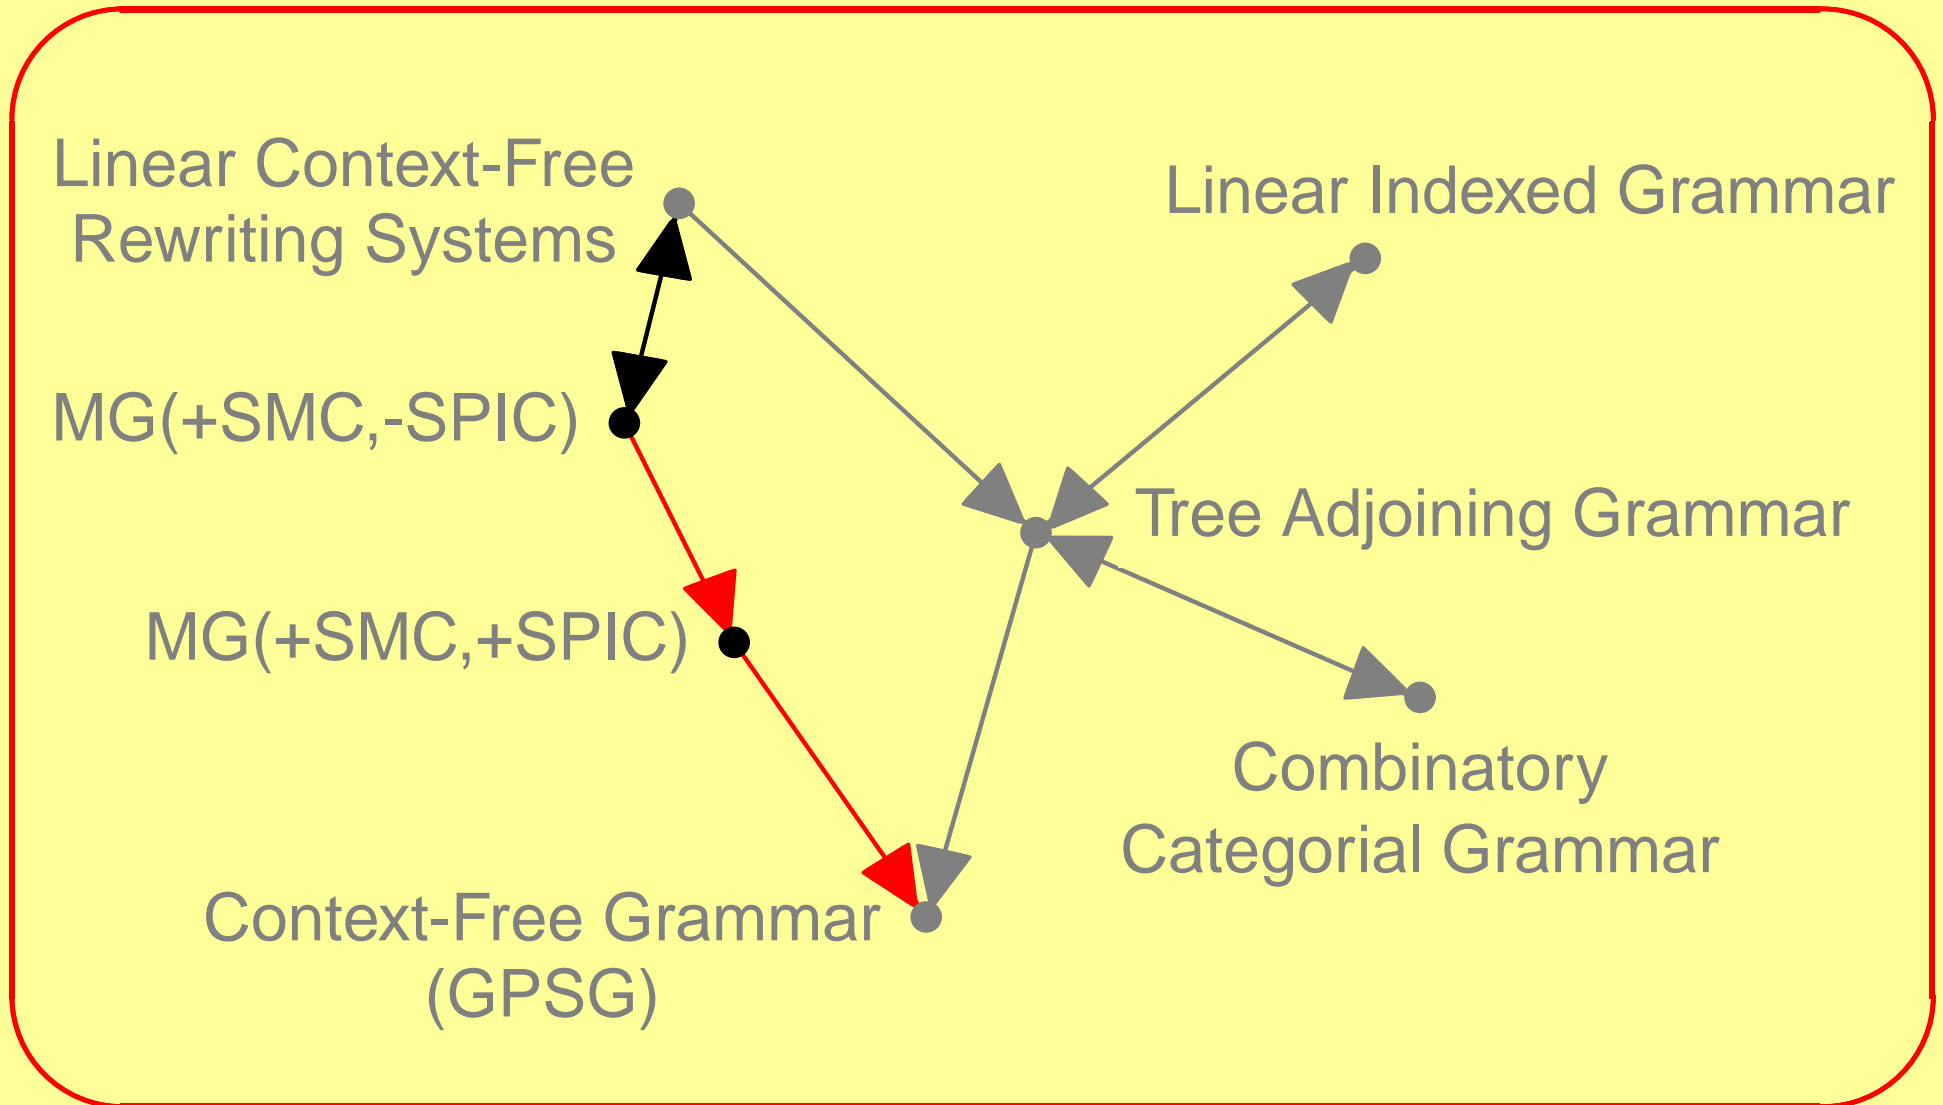 Linear Context-Free
Rewriting Systems
Linear Indexed Grammar
MG(+SMC,-SPIC)
Tree Adjoining Grammar
MG(+SMC,+SPIC)
Combinatory
Categorial Grammar
Context-Free Grammar
(GPSG)